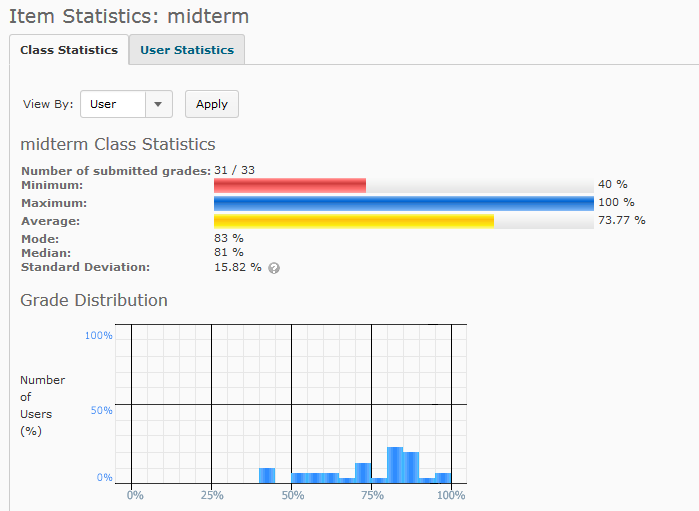 Item Statistics: midterm
Class Statistics User Statistics
View By: User Apply
midterm Class Statistics
Number of submitted grades: 31 / 33
Minimum: 40 %
Maximum: 100 %
Average: 73.77 %
Mode: 83 %
Median: 81 %
Standard Deviation: 15.82 % ?
Grade Distribution
100%
Number
of
50%
Users
(%)
0%
0% 25% 50% 75% 100%